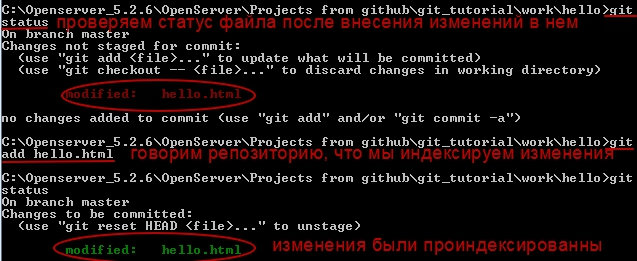 C:\Openserver_5.2.6\OpenServer\Projects from github\git_tutorial\work\hello>git
status проверяем статус файла после внесения изменений в нем
On branch master
Changes not staged for commit:
(use "git add <file>..." to update what will be committed)
(use "git checkout -- <file>..." to discard changes in working directory)
modified: hello.html
no changes added to commit (use "git add" and/or "git commit -a")
C:\Openserver_5.2.6\OpenServer\Projects from github\git_tutorial\work\hello>git
add hello.html говорим репозиторию, что мы индексируем изменения
C:\Openserver_5.2.6\OpenServer\Projects from github\git_tutorial\work\hello>git
status
On branch master
Changes to be committed:
(use "git reset HEAD <file>..." to unstage)
modified: hello.html изменения были проиндексированны